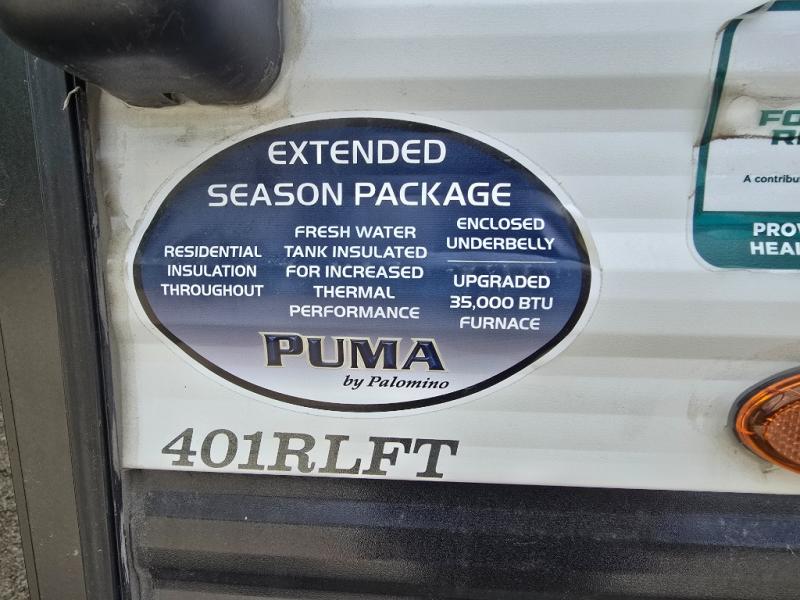 EXTENDED
SEASON PACKAGE
RESIDENTIAL
INSULATION
THROUGHOUT
FRESH WATER
TANK INSULATED
FOR INCREASED
THERMAL
PERFORMANCE
ENCLOSED
UNDERBELLY
UPGRADED
35,000 BTU
FURNACE
PUMA
by Palomino
401RLFT
A